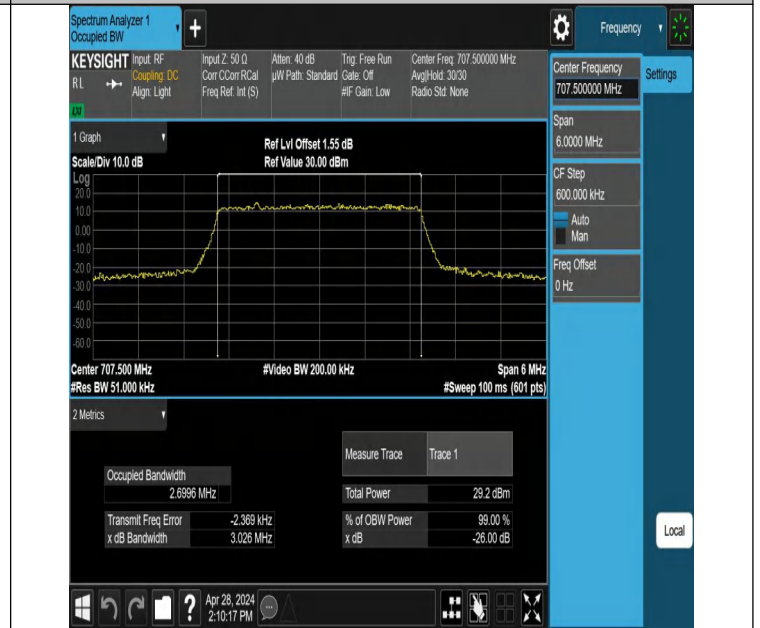 Spectrum Analyzer 1
Occupied BW
+
Frequency
KEYSIGHT Input: RF Input Z: 50 Ω Atten: 40 dB Trig: Free Run Center Freq: 707.500000 MHz
RL Coupling: DC Corr CCorr RCal µW Path: Standard Gate: Off Avg|Hold: 30/30
Align: Light Freq Ref: Int (S) #IF Gain: Low Radio Std: None
LXI
Center Frequency
707.500000 MHz
Settings
Span
6.0000 MHz
CF Step
600.000 kHz
Auto
Man
Freq Offset
0 Hz
Local
1 Graph
Ref Lvl Offset 1.55 dB
Scale/Div 10.0 dB Ref Value 30.00 dBm
Log
20.0
10.0
0.00
-10.0
-20.0
-30.0
-40.0
-50.0
-60.0
Center 707.500 MHz #Video BW 200.00 kHz Span 6 MHz
#Res BW 51.000 kHz #Sweep 100 ms (601 pts)
2 Metrics
Measure Trace Trace 1
Occupied Bandwidth
2.6996 MHz
Total Power 29.2 dBm
Transmit Freq Error -2.369 kHz % of OBW Power 99.00 %
x dB Bandwidth 3.026 MHz x dB -26.00 dB
? Apr 28, 2024
2:10:17 PM